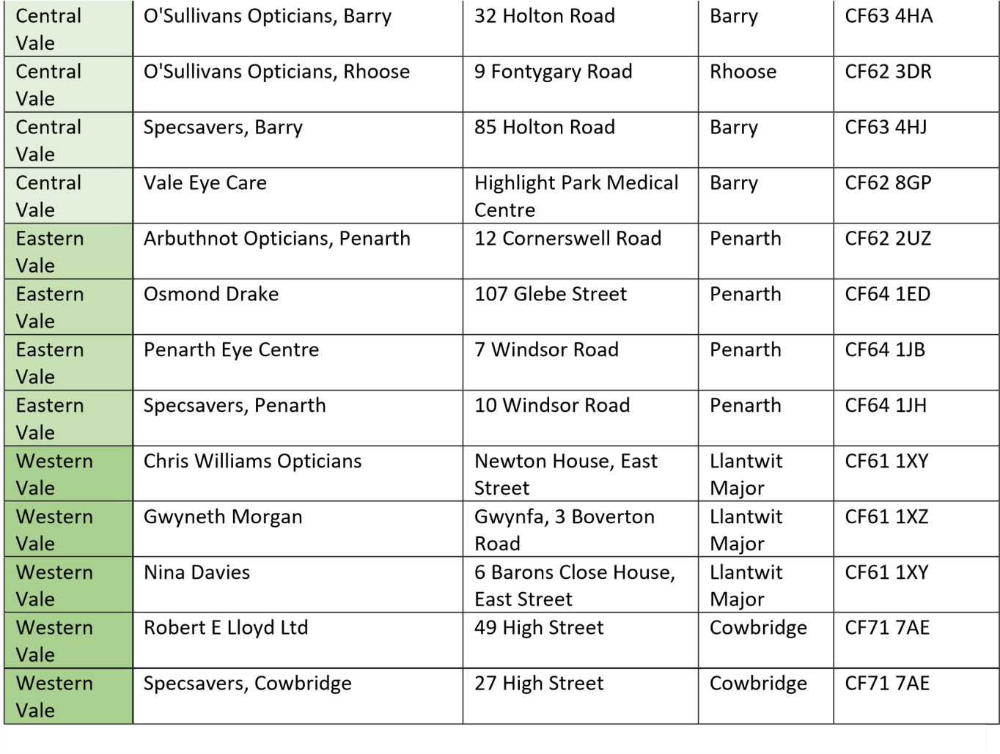 Central Vale O'Sullivans Opticians, Barry 32 Holton Road Barry CF63 4HA
Central Vale O'Sullivans Opticians, Rhoose 9 Fontygary Road Rhoose CF62 3DR
Central Vale Specsavers, Barry 85 Holton Road Barry CF63 4HJ
Central Vale Vale Eye Care Highlight Park Medical Centre Barry CF62 8GP
Eastern Vale Arbuthnot Opticians, Penarth 12 Cornerswell Road Penarth CF62 2UZ
Eastern Vale Osmond Drake 107 Glebe Street Penarth CF64 1ED
Eastern Vale Penarth Eye Centre 7 Windsor Road Penarth CF64 1JB
Eastern Vale Specsavers, Penarth 10 Windsor Road Penarth CF64 1JH
Western Vale Chris Williams Opticians Newton House, East Street Llantwit Major CF61 1XY
Western Vale Gwyneth Morgan Gwynfa, 3 Boverton Road Llantwit Major CF61 1XZ
Western Vale Nina Davies 6 Barons Close House, East Street Llantwit Major CF61 1XY
Western Vale Robert E Lloyd Ltd 49 High Street Cowbridge CF71 7AE
Western Vale Specsavers, Cowbridge 27 High Street Cowbridge CF71 7AE